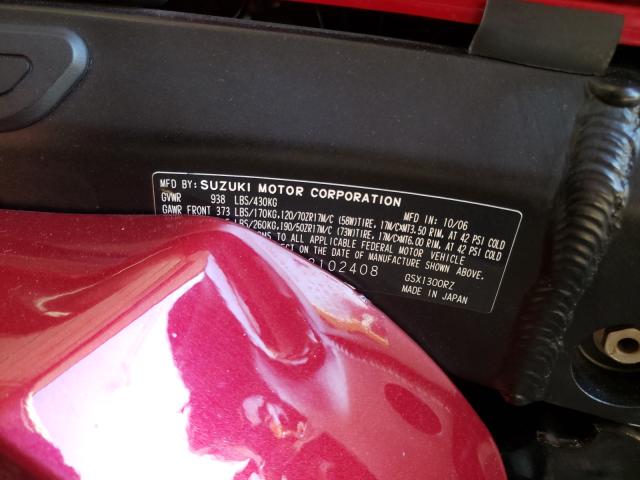 MFD BY: SUZUKI MOTOR CORPORATION
GVWR 938 LBS/430KG MFD IN: 10/06
GAWR FRONT 373 LBS/170KG,120/70ZR17M/C (58W)TIRE, 17M/C×MT3.50 RIM. AT 42 PSI COLD
LBS/260KG,190/50ZR17M/C (73W)TIRE, 17M/C×MT6.00 RIM. AT 42 PSI COLD
TO ALL APPLICABLE FEDERAL MOTOR VEHICLE
ON THE DATE OF MANUFACTURE SHOWN ABOVE.
2102408 GSX1300RZ
MADE IN JAPAN